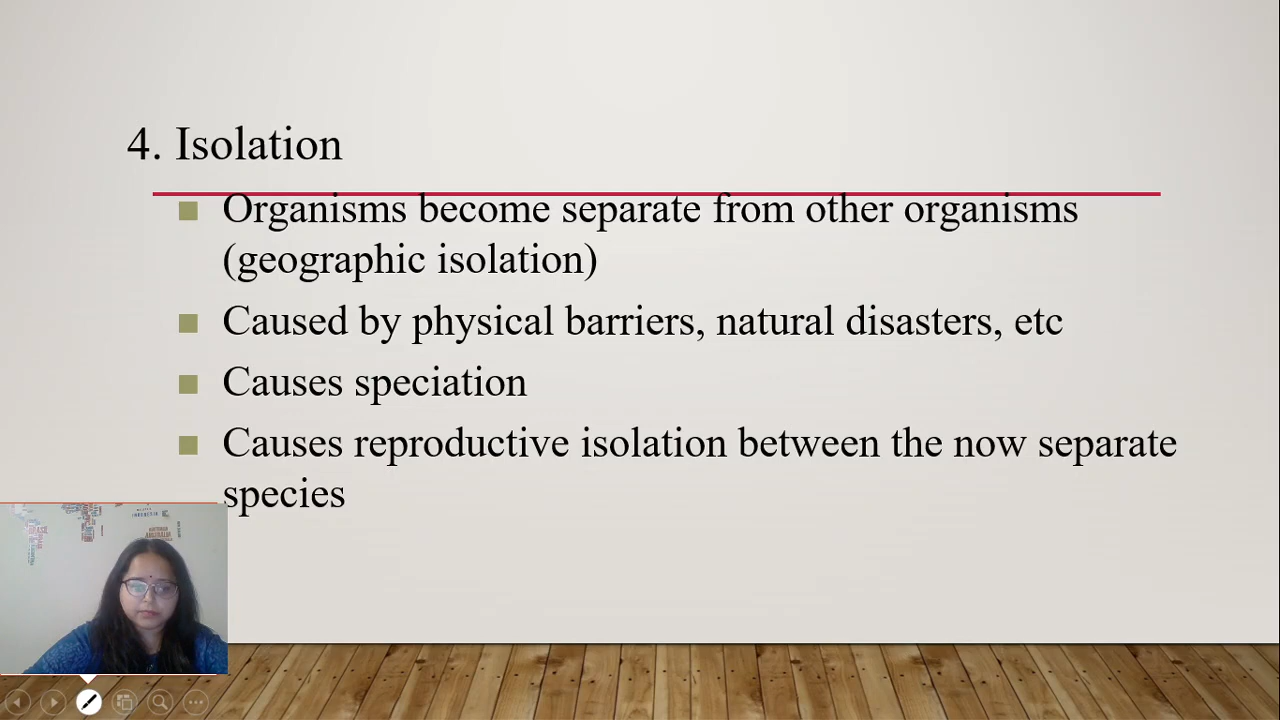 4. Isolation
Organisms become separate from other organisms
(geographic isolation)
Caused by physical barriers, natural disasters, etc
Causes speciation
Causes reproductive isolation between the now separate
species